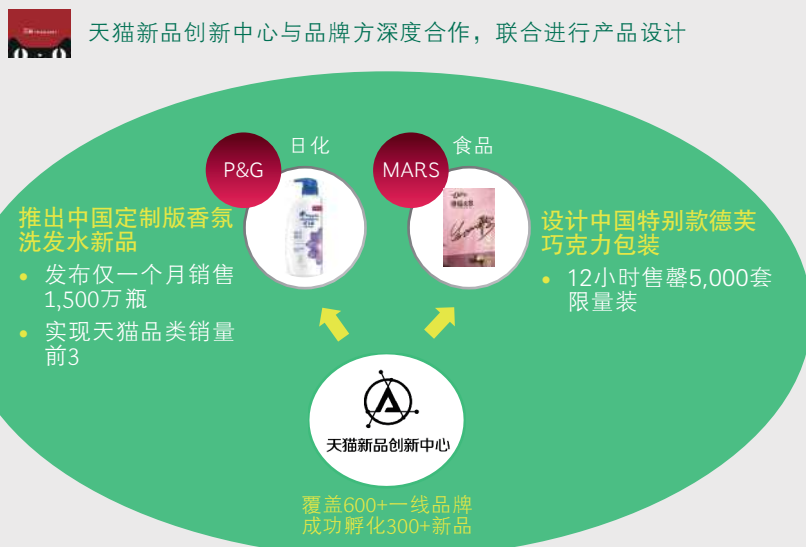 天猫新品创新中心与品牌方深度合作，联合进行产品设计
日化
食品
P&G
MARS
推出中国定制版香氛
洗发水新品
• 发布仅一个月销售
1,500万瓶
• 实现天猫品类销量
前3
设计中国特别款德芙
巧克力包装
• 12小时售罄5,000套
限量装
天猫新品创新中心
覆盖600+一线品牌
成功孵化300+新品